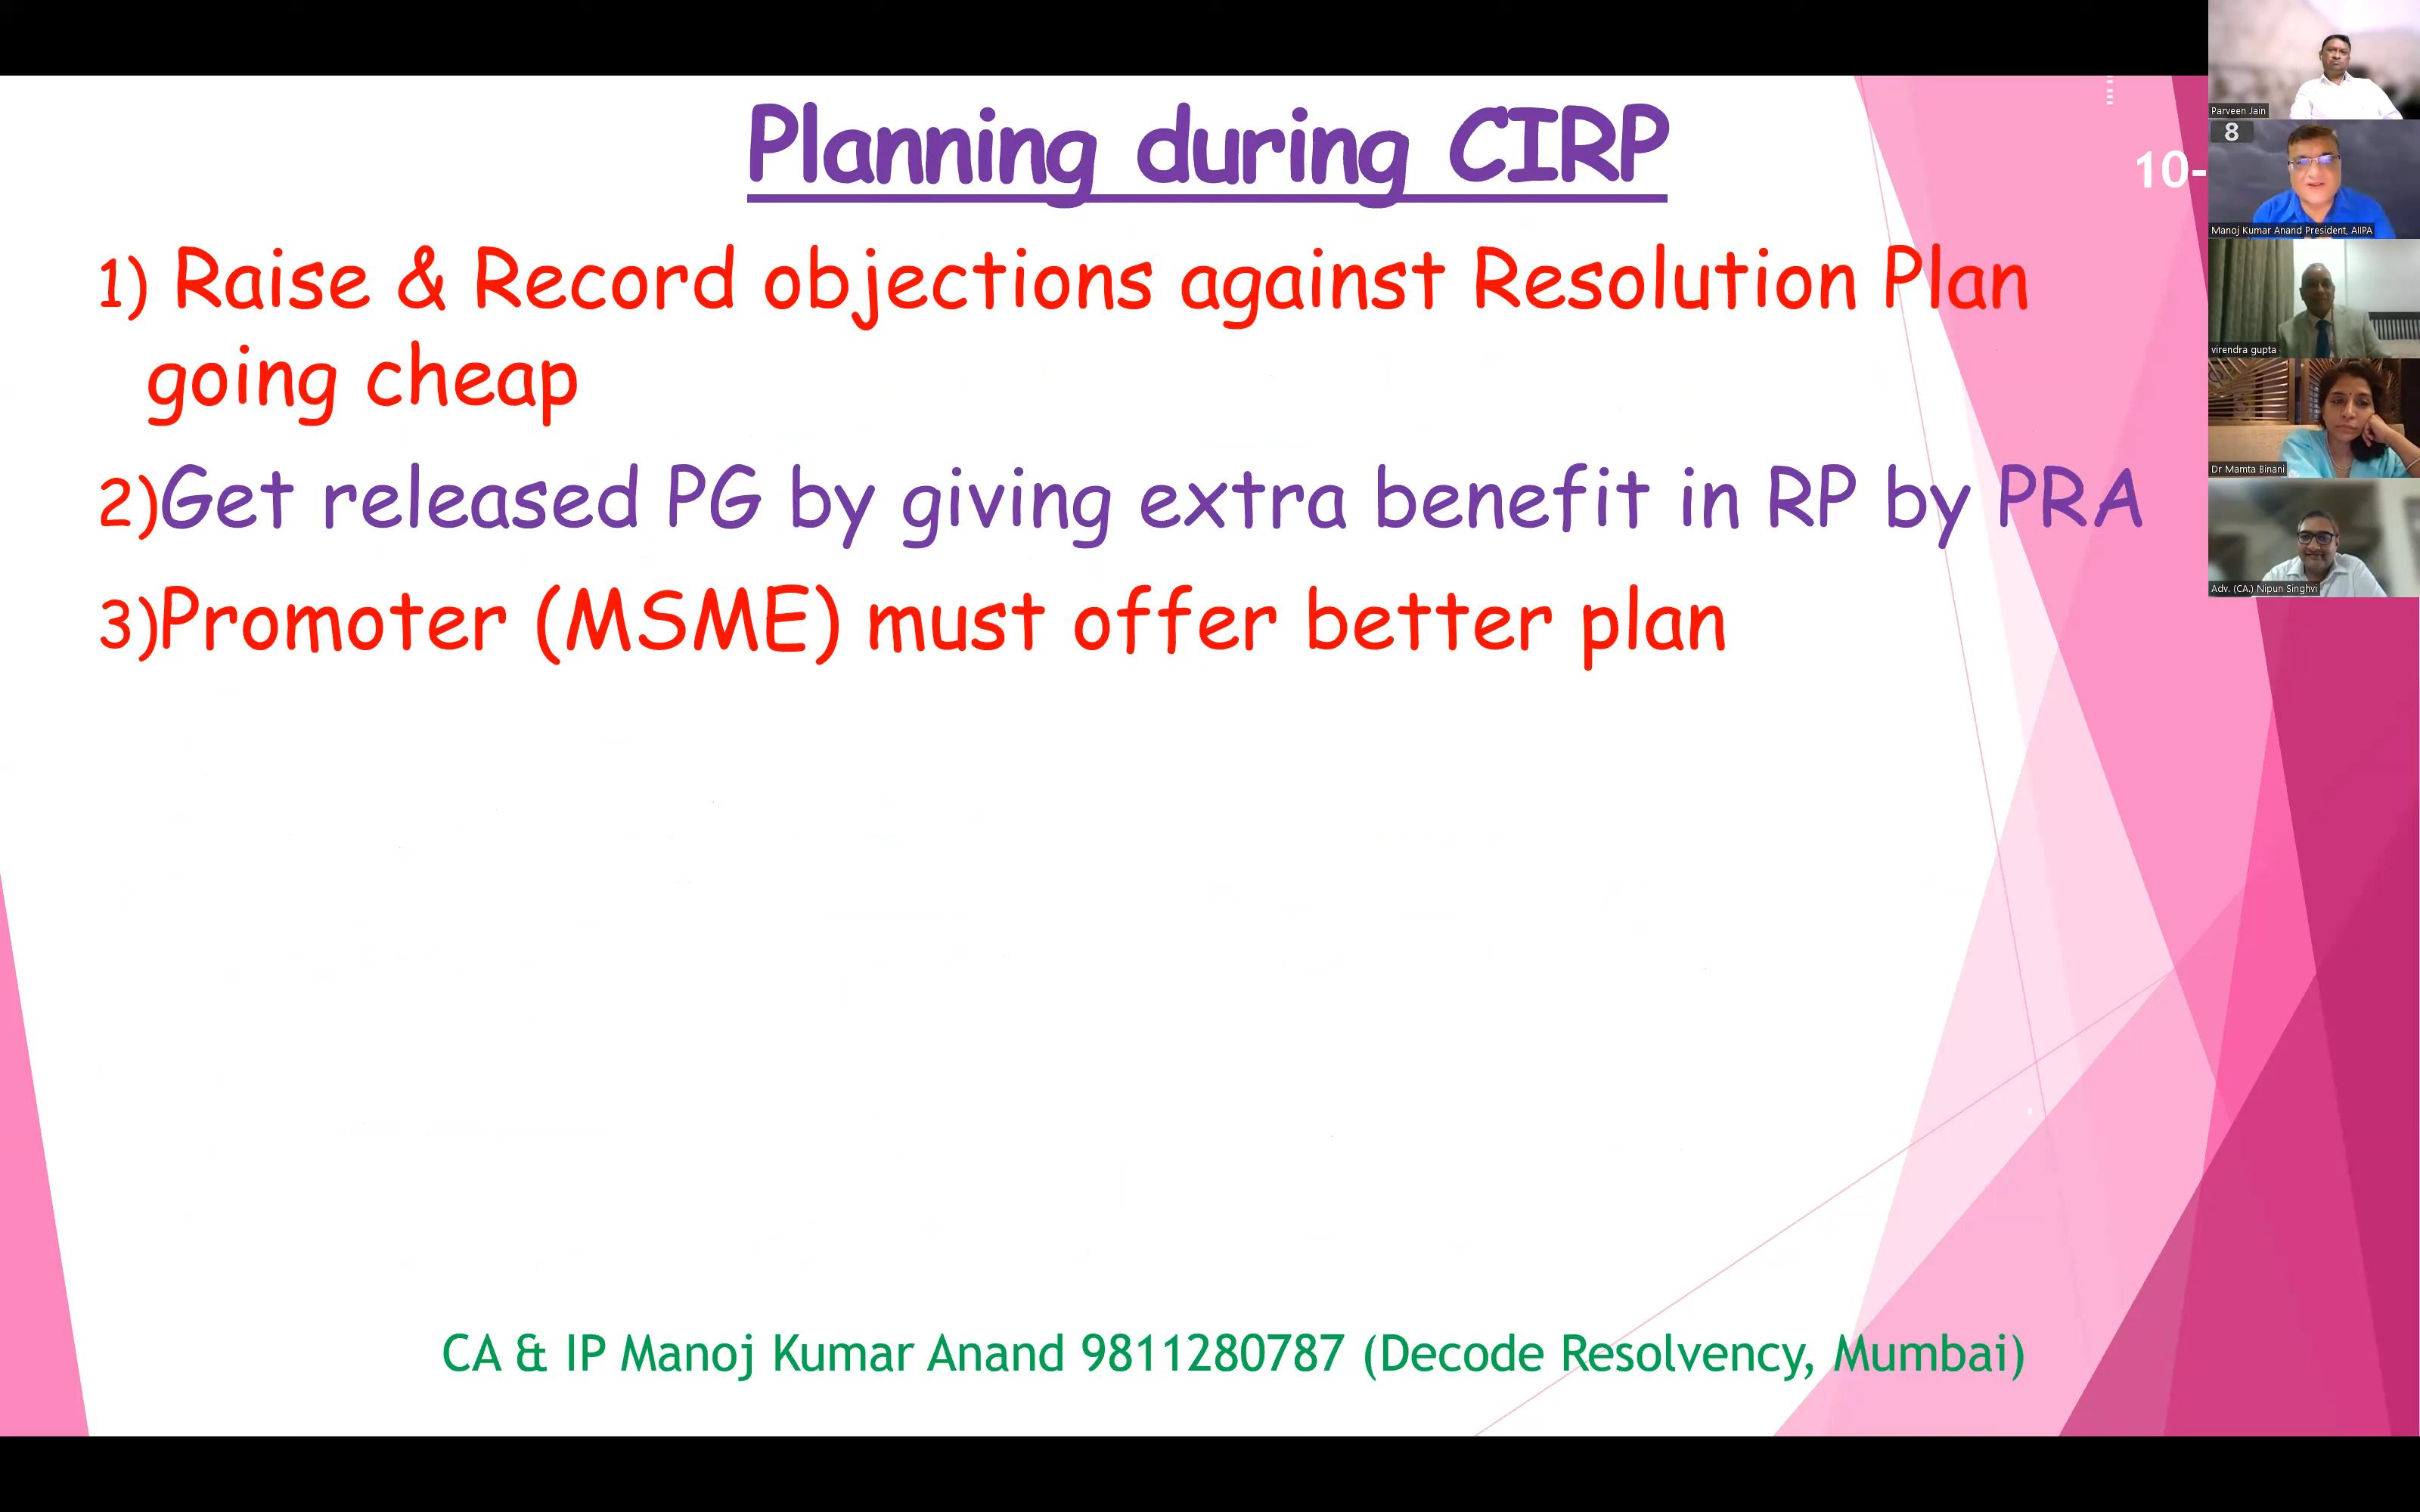 Planning during CIRP
1) Raise & Record objections against Resolution Plan
going cheap
2)Get released PG by giving extra benefit in RP by PRA
3)Promoter (MSME) must offer better plan
CA & IP Manoj Kumar Anand 9811280787 (Decode Resolvency, Mumbai)
10-
Parveen Jain
8
Manoj Kumar Anand President, AIIPA
virendra gupta
Dr Mamta Binani
Adv. (CA.) Nipun Singhvi